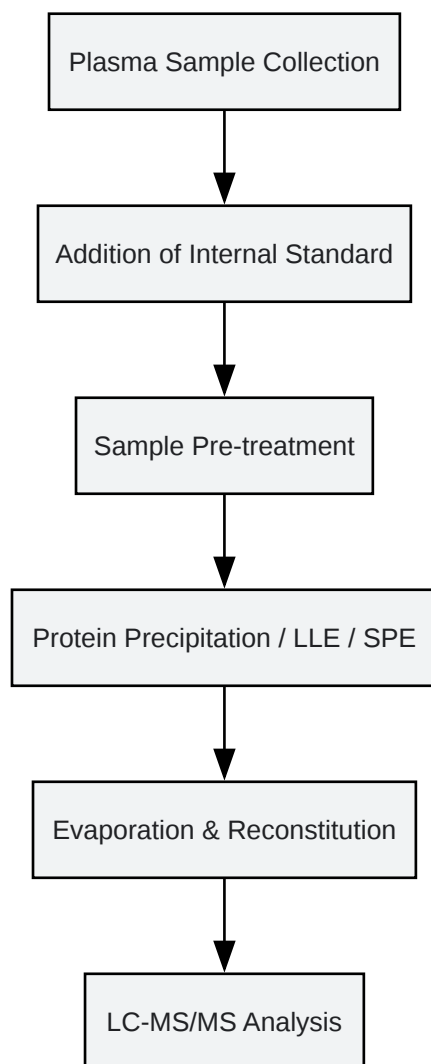 Plasma Sample Collection
Addition of Internal Standard
Sample Pre-treatment
Protein Precipitation / LLE / SPE
Evaporation & Reconstitution
LC-MS/MS Analysis